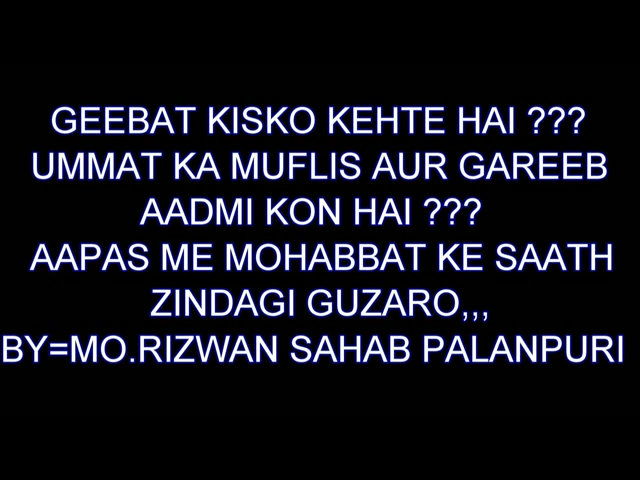 GEEBAT KISKO KEHTE HAI ???
UMMAT KA MUFLIS AUR GAREEB
AADMI KON HAI ???
AAPAS ME MOHABBAT KE SAATH
ZINDAGI GUZARO,,,
BY=MO.RIZWAN SAHAB PALANPURI